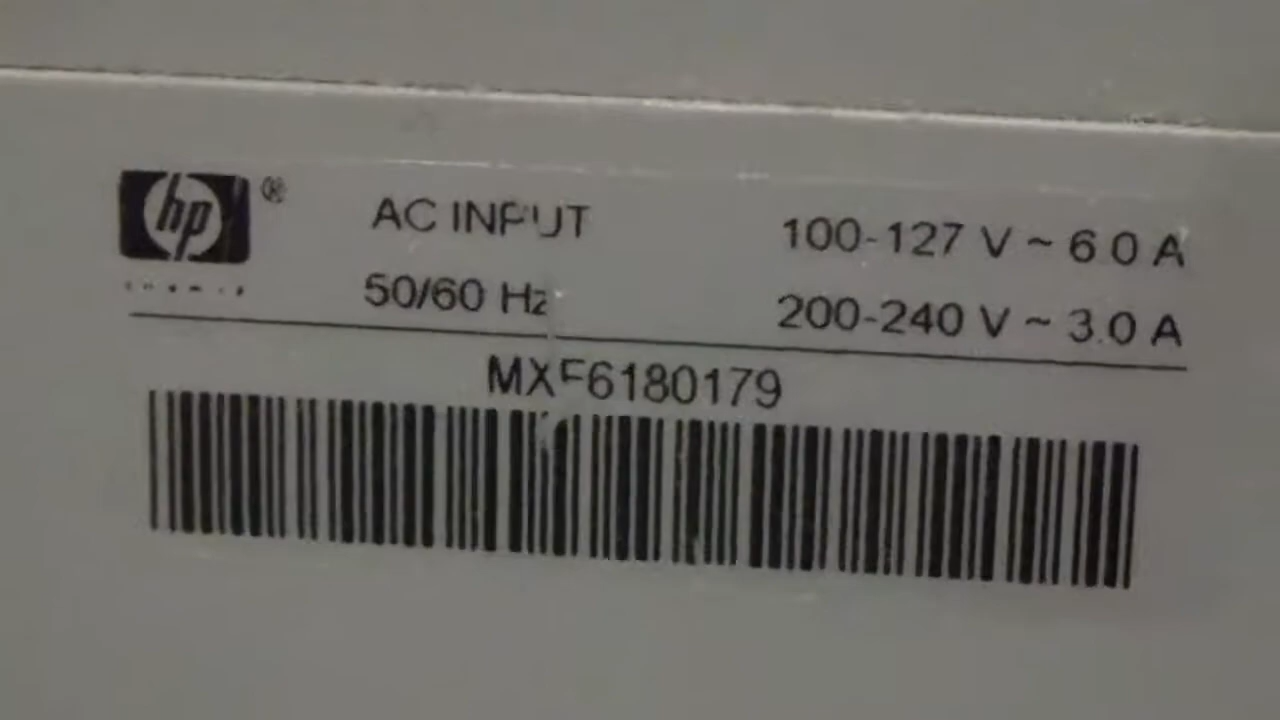 hp ®
AC INPUT 100-127 V ~ 6.0 A
50/60 Hz 200-240 V ~ 3.0 A
MXF6180179